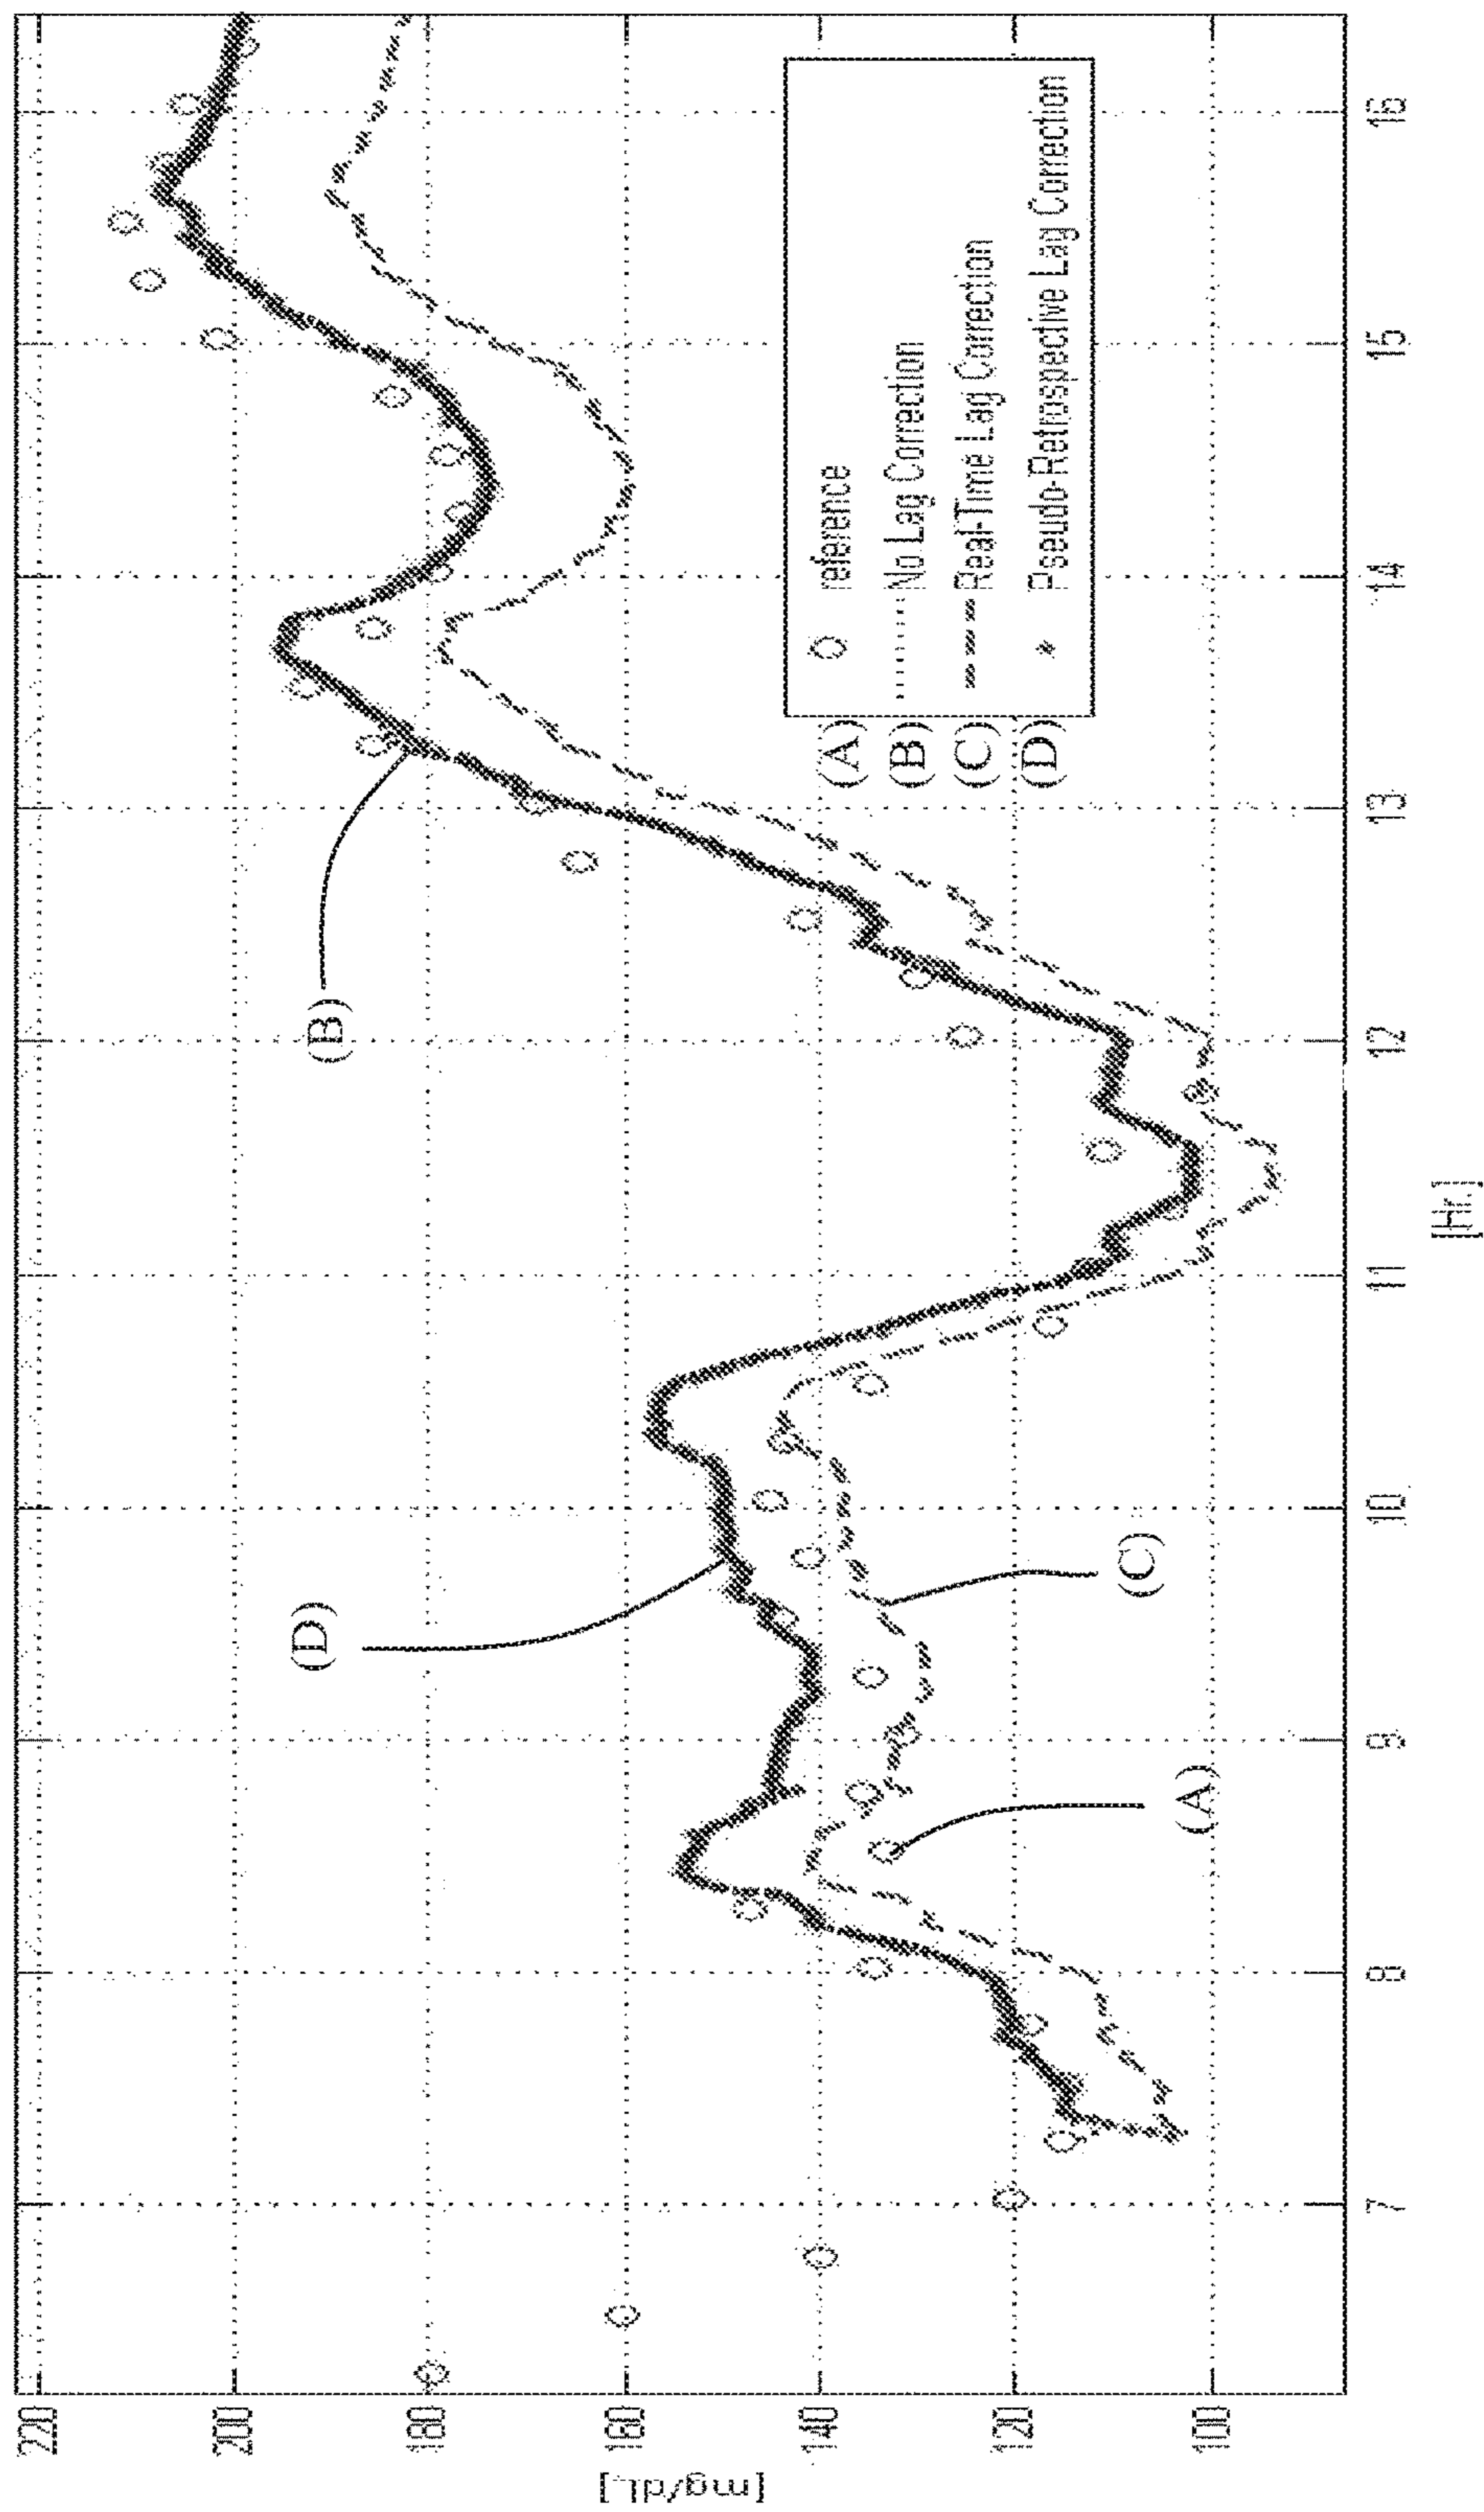 [mg/dL]
220
200
180
160
140
120
100
7
8
9
10
11
12
13
14
15
16
[Hr.]
(A)
(B)
(C)
(D)
(A) reference
(B) No Lag Correction
(C) Real-Time Lag Correction
(D) Pseudo-Retrospective Lag Correction